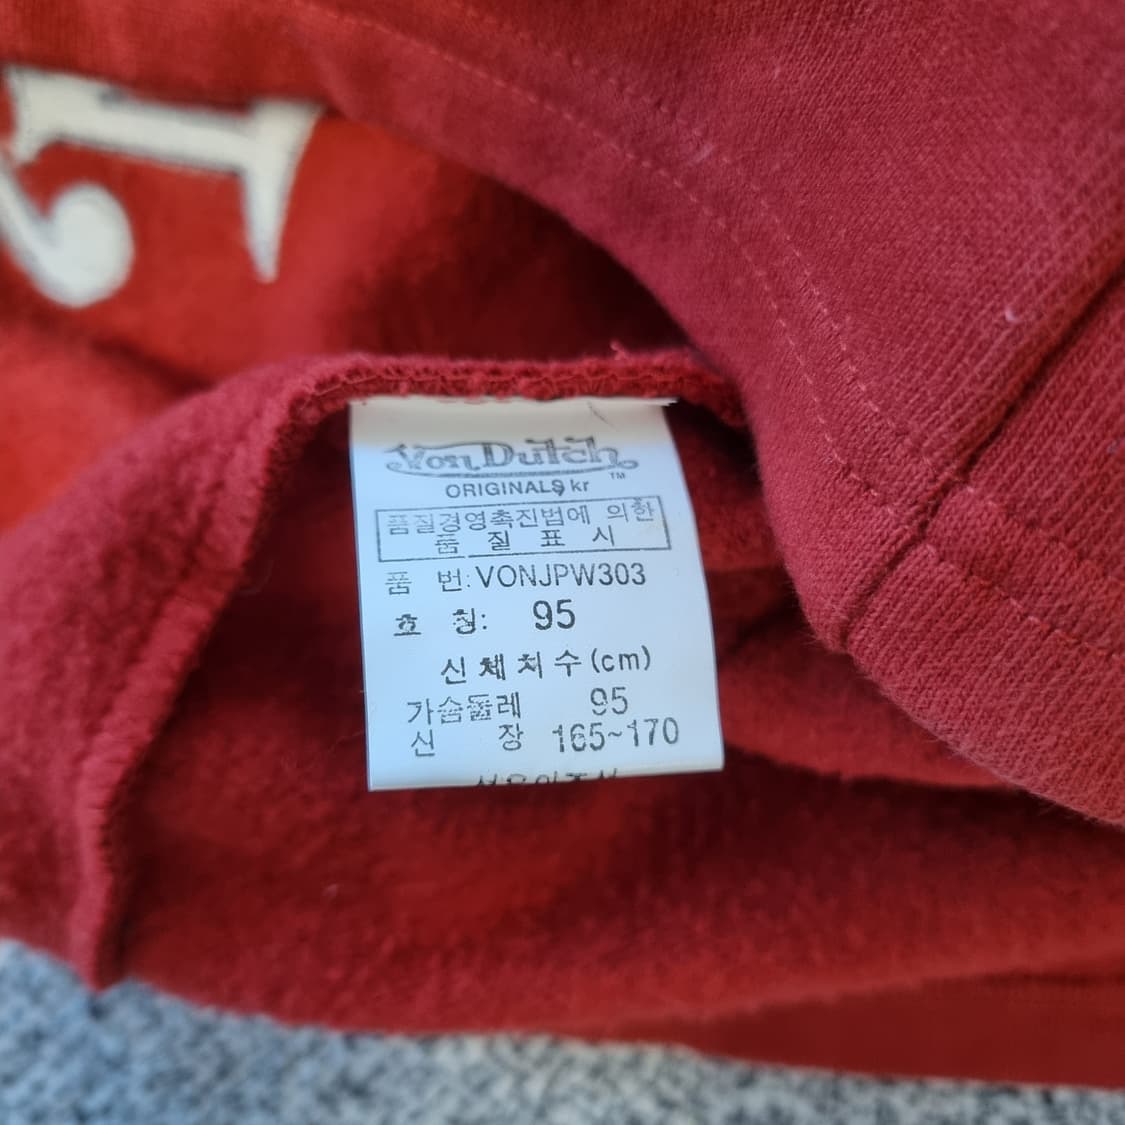 Von Dutch ™
ORIGINALS, kr
품질경영촉진법에 의한
품 질 표 시
품 번:VONJPW303
호 칭: 95
신체치수(cm)
가슴둘레 95
신 장 165~170